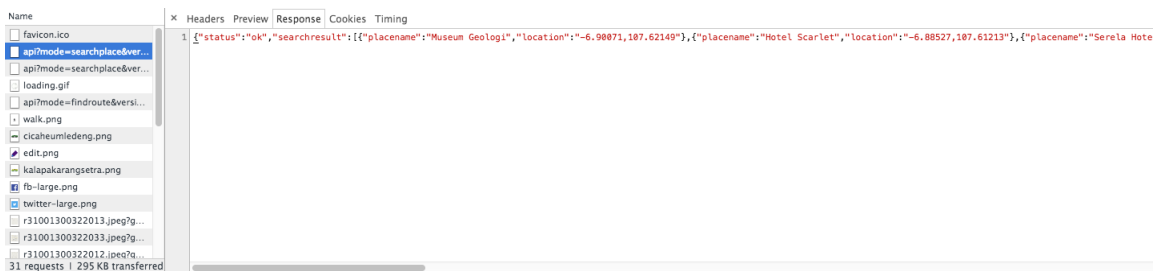 Name
× Headers Preview Response Cookies Timing
favicon.ico
1 {"status":"ok","searchresult":[{"placename":"Museum Geologi","location":"-6.90071,107.62149"},{"placename":"Hotel Scarlet","location":"-6.88527,107.61213"},{"placename":"Serela Hote
api?mode=searchplace&ver...
api?mode=searchplace&ver...
loading.gif
api?mode=findroute&versi...
walk.png
cicaheumledeng.png
edit.png
kalapakarangsetra.png
fb-large.png
twitter-large.png
r31001300322013.jpeg?g...
r31001300322033.jpeg?g...
r31001300322012.jpeg?g...
31 requests | 295 KB transferred